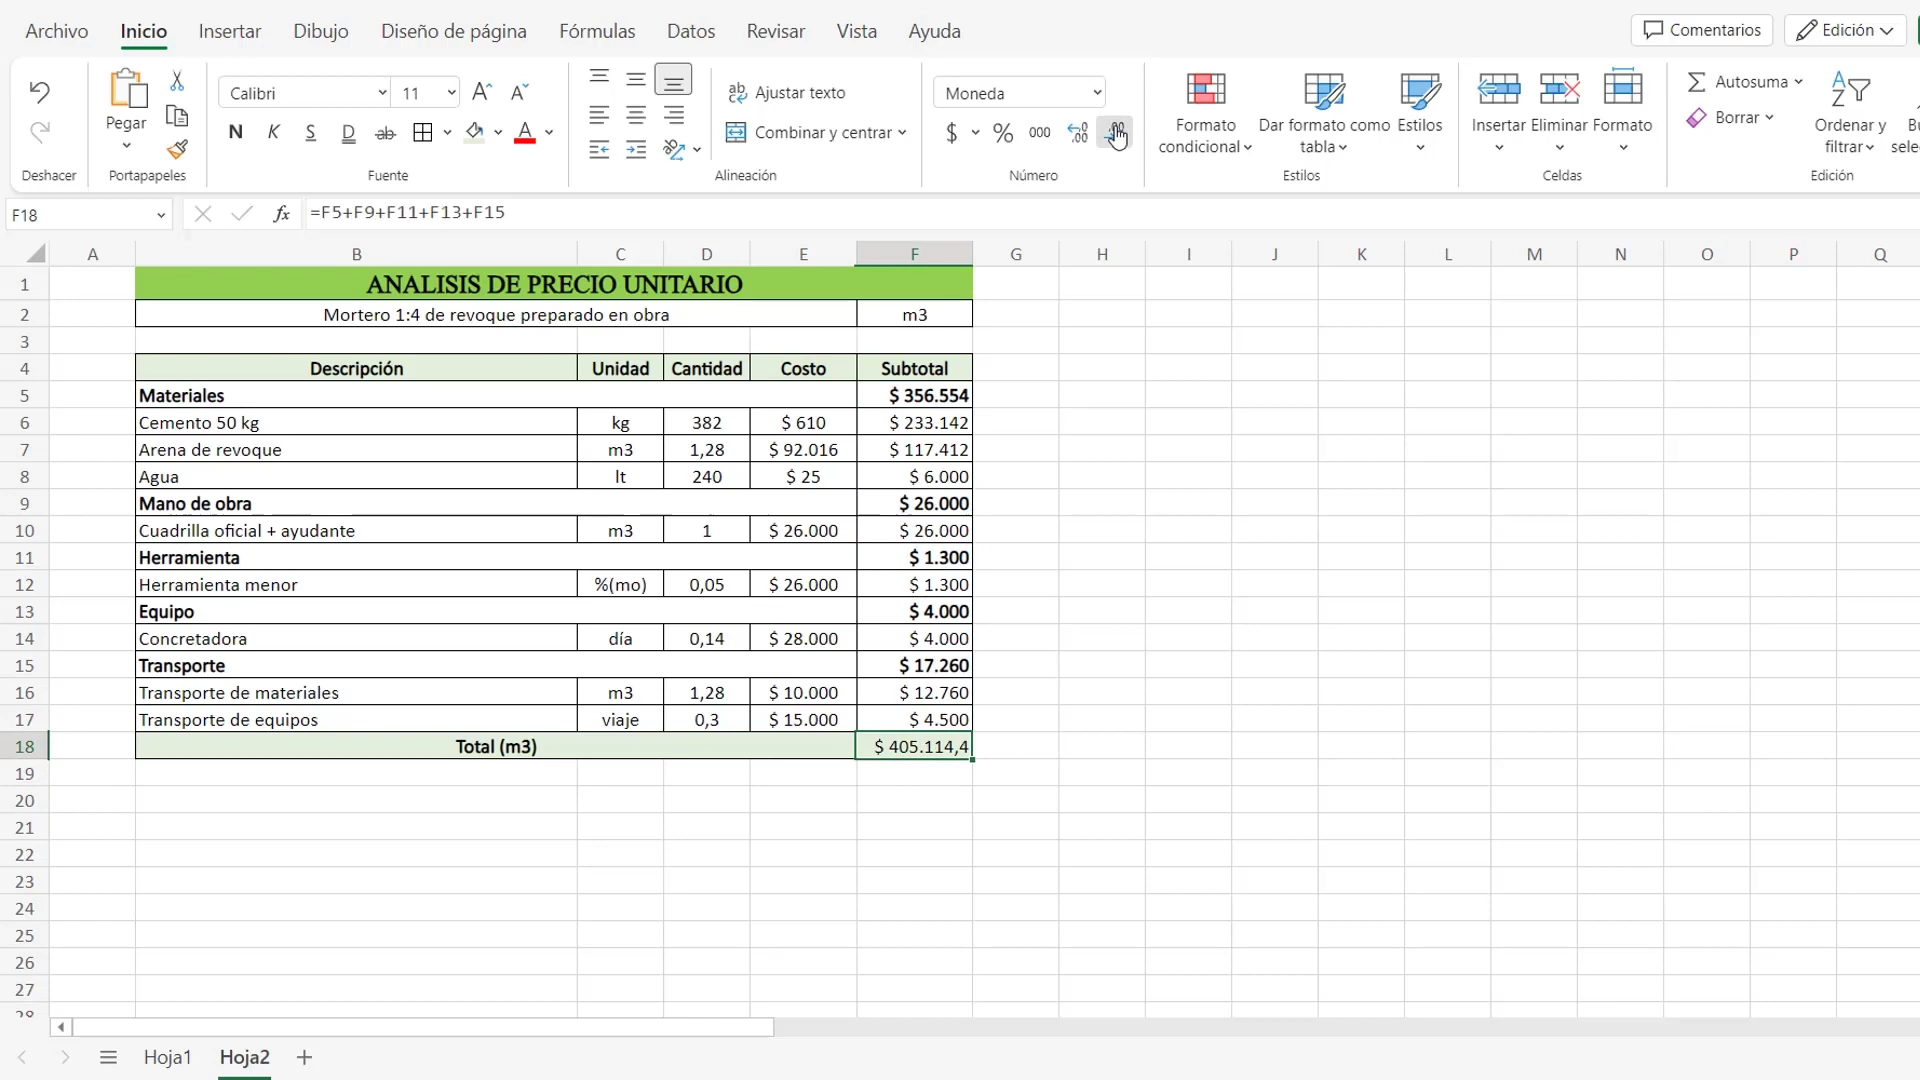 Archivo Inicio Insertar Dibujo Diseño de página Fórmulas Datos Revisar Vista Ayuda Comentarios Edición
Pegar Calibri 11 N K S D ab Ajustar texto Combinar y centrar Moneda $ % 000 Formato condicional Dar formato como tabla Estilos Insertar Eliminar Formato Autosuma Borrar Ordenar y filtrar
Deshacer Portapapeles Fuente Alineación Número Estilos Celdas Edición
F18 fx =F5+F9+F11+F13+F15
A B C D E F G H I J K L M N O P Q
1 ANALISIS DE PRECIO UNITARIO
2 Mortero 1:4 de revoque preparado en obra m3
3
4 Descripción Unidad Cantidad Costo Subtotal
5 Materiales $ 356.554
6 Cemento 50 kg kg 382 $ 610 $ 233.142
7 Arena de revoque m3 1,28 $ 92.016 $ 117.412
8 Agua lt 240 $ 25 $ 6.000
9 Mano de obra $ 26.000
10 Cuadrilla oficial + ayudante m3 1 $ 26.000 $ 26.000
11 Herramienta $ 1.300
12 Herramienta menor %(mo) 0,05 $ 26.000 $ 1.300
13 Equipo $ 4.000
14 Concretadora día 0,14 $ 28.000 $ 4.000
15 Transporte $ 17.260
16 Transporte de materiales m3 1,28 $ 10.000 $ 12.760
17 Transporte de equipos viaje 0,3 $ 15.000 $ 4.500
18 Total (m3) $ 405.114,4
19
20
21
22
23
24
25
26
27
28
Hoja1 Hoja2